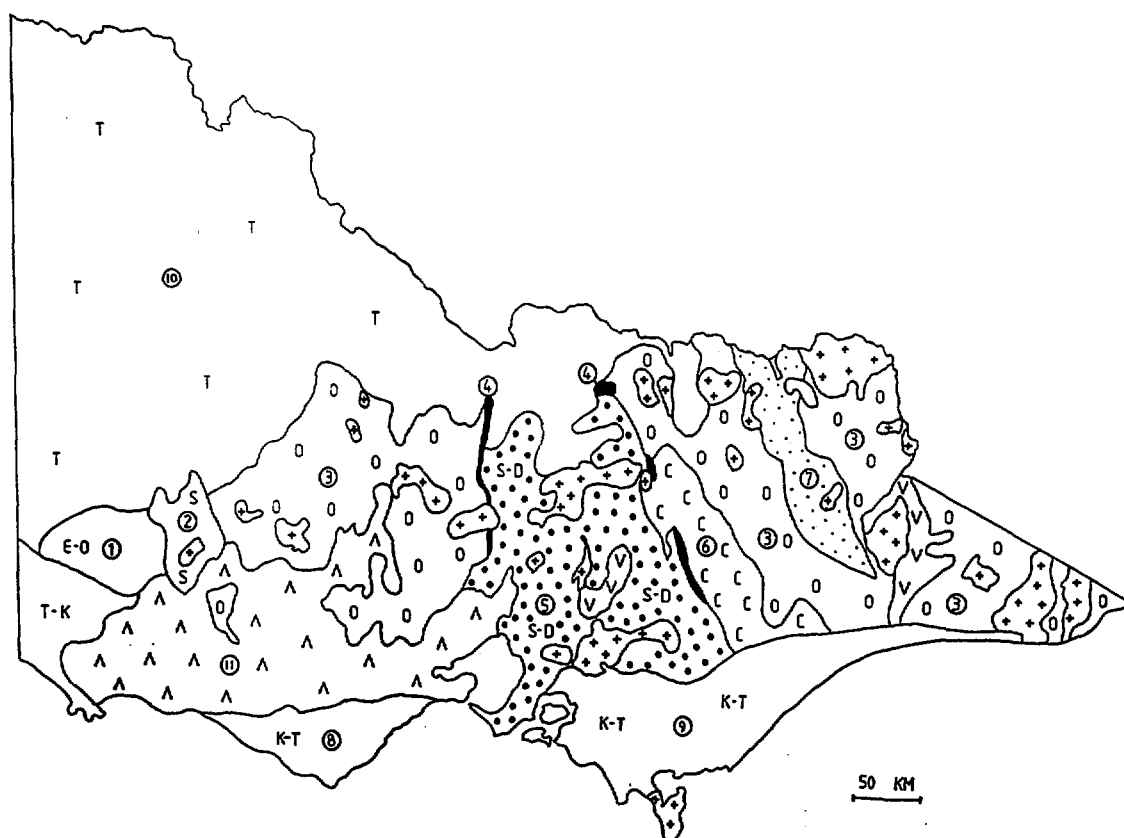 T
T
⑩
T
T
O
T
④
④
O
O
O
O
O
O
③
O
S-D
O
③
T
C
O
⑦
O
S
C
C
V
②
O
C
C
V
O
E-O
①
O
⑥
③
O
O
V
V
V
C
C
V
S
O
O
T-K
O
O
⑤
S-D
V
C
C
O
O
③
O
O
S-D
C
C
⑪
K-T
⑧
K-T
K-T
⑨
50 KM